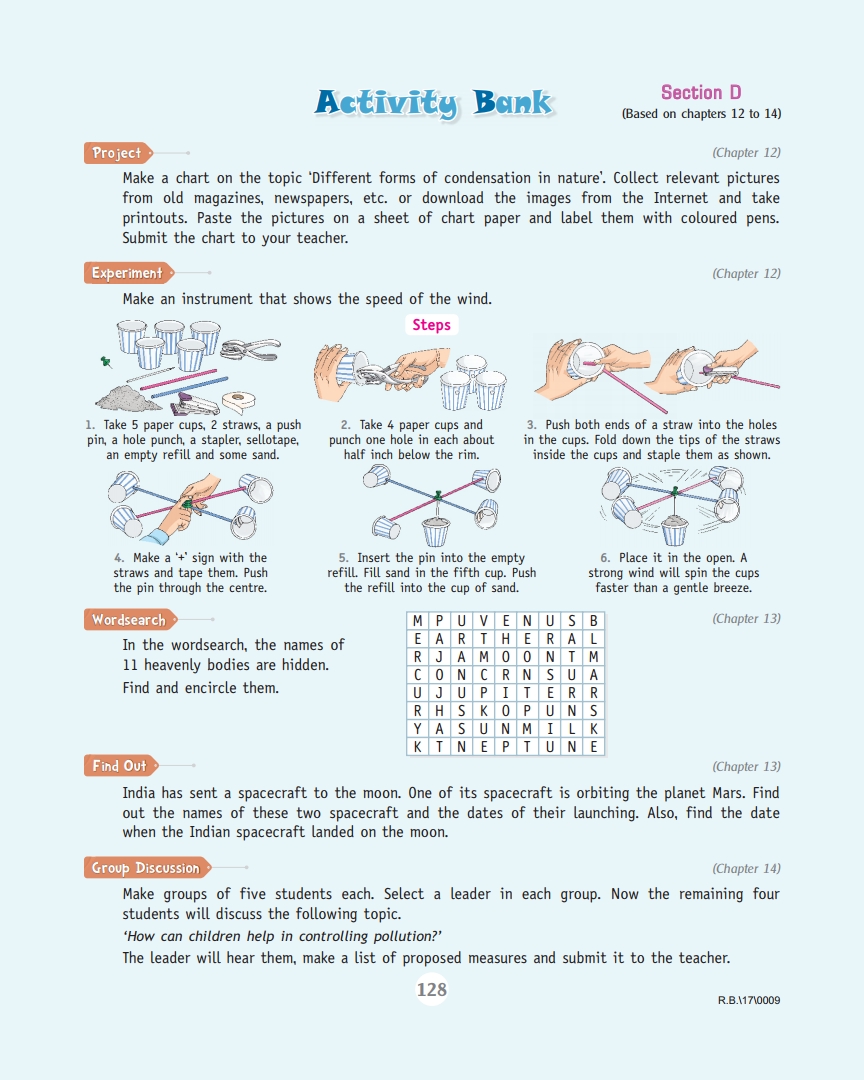 Activity Bank
Section D
(Based on chapters 12 to 14)
Project
(Chapter 12)
Make a chart on the topic ‘Different forms of condensation in nature’. Collect relevant pictures
from old magazines, newspapers, etc. or download the images from the Internet and take
printouts. Paste the pictures on a sheet of chart paper and label them with coloured pens.
Submit the chart to your teacher.
Experiment
(Chapter 12)
Make an instrument that shows the speed of the wind.
Steps
1. Take 5 paper cups, 2 straws, a push
pin, a hole punch, a stapler, sellotape,
an empty refill and some sand.
2. Take 4 paper cups and
punch one hole in each about
half inch below the rim.
3. Push both ends of a straw into the holes
in the cups. Fold down the tips of the straws
inside the cups and staple them as shown.
4. Make a ‘+’ sign with the
straws and tape them. Push
the pin through the centre.
5. Insert the pin into the empty
refill. Fill sand in the fifth cup. Push
the refill into the cup of sand.
6. Place it in the open. A
strong wind will spin the cups
faster than a gentle breeze.
Wordsearch
(Chapter 13)
In the wordsearch, the names of
11 heavenly bodies are hidden.
Find and encircle them.
M P U V E N U S B
E A R T H E R A L
R J A M O O N T M
C O N C R N S U A
U J U P I T E R R
R H S K O P U N S
Y A S U N M I L K
K T N E P T U N E
Find Out
(Chapter 13)
India has sent a spacecraft to the moon. One of its spacecraft is orbiting the planet Mars. Find
out the names of these two spacecraft and the dates of their launching. Also, find the date
when the Indian spacecraft landed on the moon.
Group Discussion
(Chapter 14)
Make groups of five students each. Select a leader in each group. Now the remaining four
students will discuss the following topic.
‘How can children help in controlling pollution?’
The leader will hear them, make a list of proposed measures and submit it to the teacher.
128
R.B.\17\0009